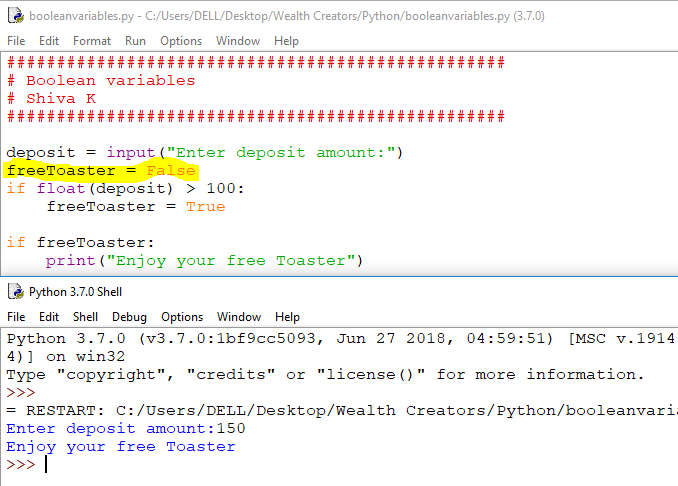 booleanvariables.py - C:/Users/DELL/Desktop/Wealth Creators/Python/booleanvariables.py (3.7.0)
File Edit Format Run Options Window Help
##################################################
# Boolean variables
# Shiva K
##################################################
deposit = input("Enter deposit amount:")
freeToaster = False
if float(deposit) > 100:
    freeToaster = True
if freeToaster:
    print("Enjoy your free Toaster")
Python 3.7.0 Shell
File Edit Shell Debug Options Window Help
Python 3.7.0 (v3.7.0:1bf9cc5093, Jun 27 2018, 04:59:51) [MSC v.1914
4)] on win32
Type "copyright", "credits" or "license()" for more information.
>>>
= RESTART: C:/Users/DELL/Desktop/Wealth Creators/Python/booleanvaria
Enter deposit amount:150
Enjoy your free Toaster
>>>